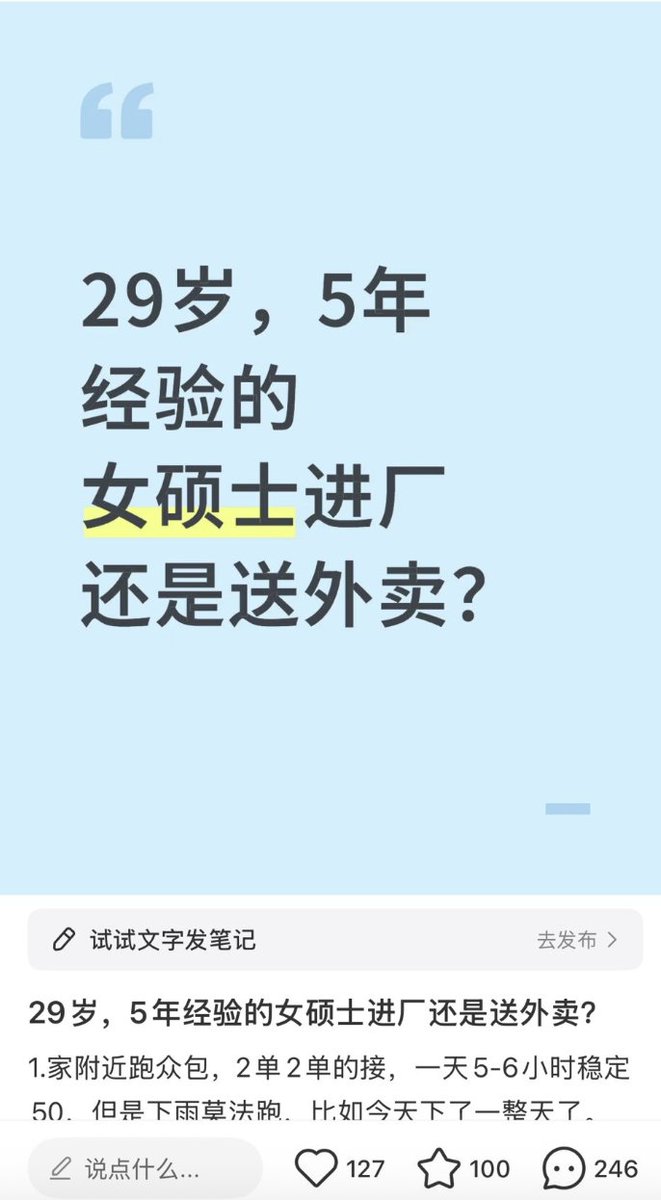 29岁，5年
经验的
女硕士进厂
还是送外卖？
试试文字发笔记
去发布
29岁，5年经验的女硕士进厂还是送外卖？
1.家附近跑众包，2单2单的接，一天5-6小时稳定
50，但是下雨莫法跑，比如今天下了一整天了。
说点什么...
127
100
246